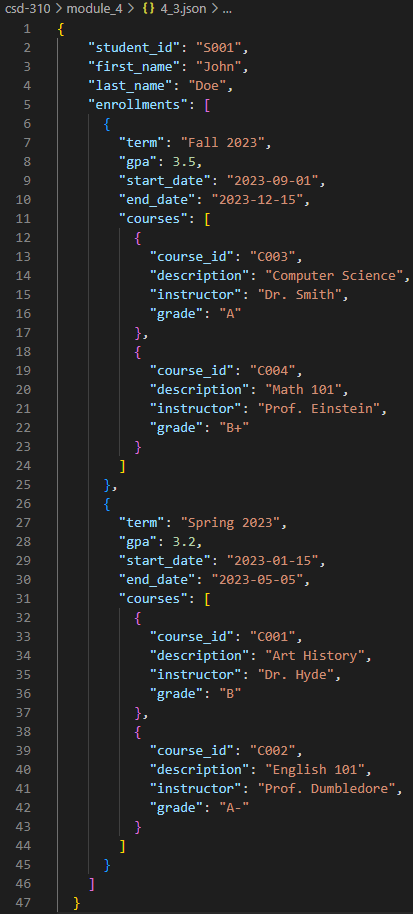 csd-310 > module_4 > {} 4_3.json > ...
1 {
2 "student_id": "S001",
3 "first_name": "John",
4 "last_name": "Doe",
5 "enrollments": [
6 {
7 "term": "Fall 2023",
8 "gpa": 3.5,
9 "start_date": "2023-09-01",
10 "end_date": "2023-12-15",
11 "courses": [
12 {
13 "course_id": "C003",
14 "description": "Computer Science",
15 "instructor": "Dr. Smith",
16 "grade": "A"
17 },
18 {
19 "course_id": "C004",
20 "description": "Math 101",
21 "instructor": "Prof. Einstein",
22 "grade": "B+"
23 }
24 ]
25 },
26 {
27 "term": "Spring 2023",
28 "gpa": 3.2,
29 "start_date": "2023-01-15",
30 "end_date": "2023-05-05",
31 "courses": [
32 {
33 "course_id": "C001",
34 "description": "Art History",
35 "instructor": "Dr. Hyde",
36 "grade": "B"
37 },
38 {
39 "course_id": "C002",
40 "description": "English 101",
41 "instructor": "Prof. Dumbledore",
42 "grade": "A-"
43 }
44 ]
45 }
46 ]
47 }